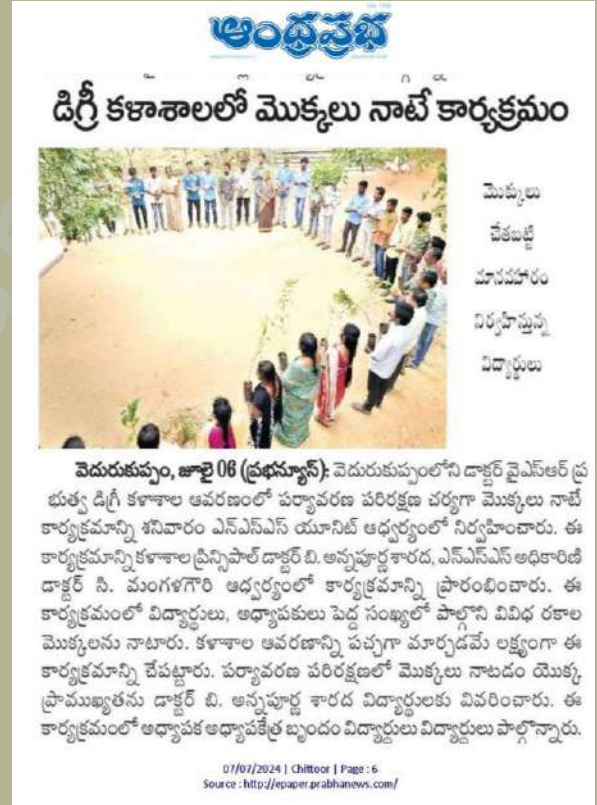 ఆంధ్రప్రభ
డిగ్రీ కళాశాలలో మొక్కలు నాటే కార్యక్రమం
మొక్కులు
చేతబట్టి
మానవహారం
నిర్వహిస్తున్న
విద్యార్థులు
వెదురుకుప్పం, జూలై 06 (ప్రభన్యూస్): వెదురుకుప్పంలోని డాక్టర్ వైఎస్ఆర్ ప్ర
భుత్వ డిగ్రీ కళాశాల ఆవరణంలో పర్యావరణ పరిరక్షణ చర్యగా మొక్కలు నాటే
కార్యక్రమాన్ని శనివారం ఎన్ఎస్ఎస్ యూనిట్ ఆధ్వర్యంలో నిర్వహించారు. ఈ
కార్యక్రమాన్ని కళాశాల ప్రిన్సిపాల్ డాక్టర్ బి. అన్నపూర్ణ శారద, ఎన్ఎస్ఎస్ అధికారిణి
డాక్టర్ సి. మంగళగౌరి ఆధ్వర్యంలో కార్యక్రమాన్ని ప్రారంభించారు. ఈ
కార్యక్రమంలో విద్యార్థులు, అధ్యాపకులు పెద్ద సంఖ్యలో పాల్గొని వివిధ రకాల
మొక్కలను నాటారు. కళాశాల ఆవరణాన్ని పచ్చగా మార్చడమే లక్ష్యంగా ఈ
కార్యక్రమాన్ని చేపట్టారు. పర్యావరణ పరిరక్షణలో మొక్కలు నాటడం యొక్క
ప్రాముఖ్యతను డాక్టర్ బి. అన్నపూర్ణ శారద విద్యార్థులకు వివరించారు. ఈ
కార్యక్రమంలో అధ్యాపక అధ్యాపకేత్ర బృందం విద్యార్థులు విద్యార్థులు పాల్గొన్నారు.
07/07/2024 | Chittoor | Page : 6
Source : http://epaper.prabhanews.com/